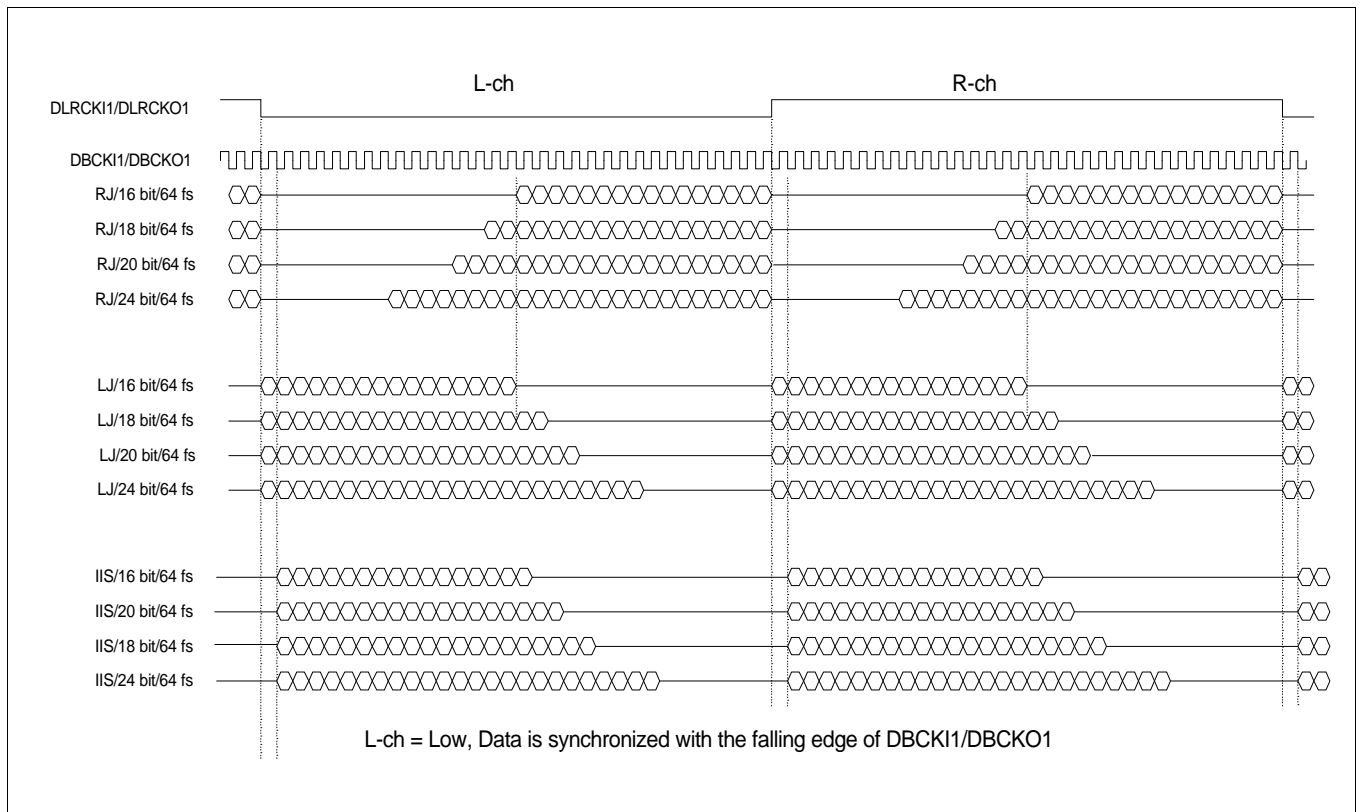 L-ch
R-ch
DLRCKI1/DLRCKO1
DBCKI1/DBCKO1
RJ/16 bit/64 fs
RJ/18 bit/64 fs
RJ/20 bit/64 fs
RJ/24 bit/64 fs
LJ/16 bit/64 fs
LJ/18 bit/64 fs
LJ/20 bit/64 fs
LJ/24 bit/64 fs
IIS/16 bit/64 fs
IIS/20 bit/64 fs
IIS/18 bit/64 fs
IIS/24 bit/64 fs
L-ch = Low, Data is synchronized with the falling edge of DBCKI1/DBCKO1